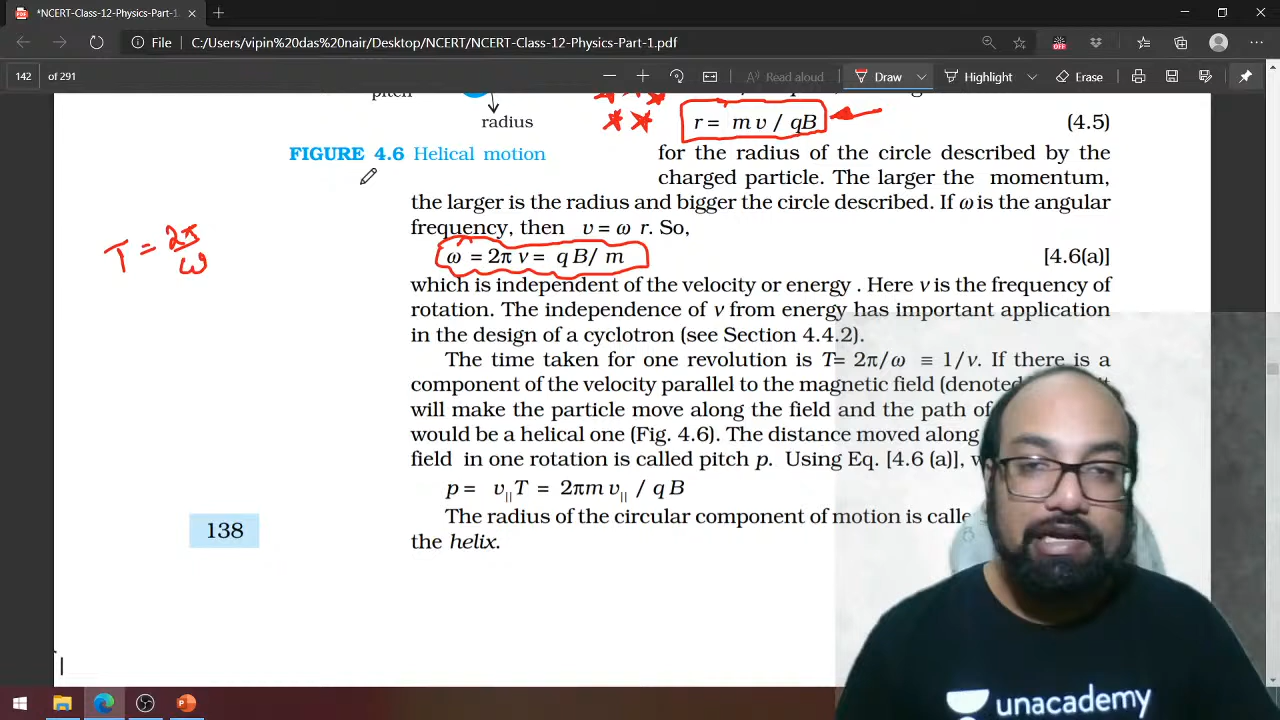 *NCERT-Class-12-Physics-Part-1.
File C:/Users/vipin%20das%20nair/Desktop/NCERT/NCERT-Class-12-Physics-Part-1.pdf
142 of 291 Read aloud Draw Highlight Erase
pitch
radius
r = m v / qB (4.5)
FIGURE 4.6 Helical motion
for the radius of the circle described by the
charged particle. The larger the momentum,
the larger is the radius and bigger the circle described. If ω is the angular
frequency, then v = ω r. So,
T = 2π/ω
ω = 2π ν = q B/ m [4.6(a)]
which is independent of the velocity or energy . Here ν is the frequency of
rotation. The independence of ν from energy has important application
in the design of a cyclotron (see Section 4.4.2).
The time taken for one revolution is T= 2π/ω ≡ 1/ν. If there is a
component of the velocity parallel to the magnetic field (denoted
will make the particle move along the field and the path of
would be a helical one (Fig. 4.6). The distance moved along
field in one rotation is called pitch p. Using Eq. [4.6 (a)],
p = v|| T = 2πm v|| / q B
The radius of the circular component of motion is called
138
the helix.
unacademy